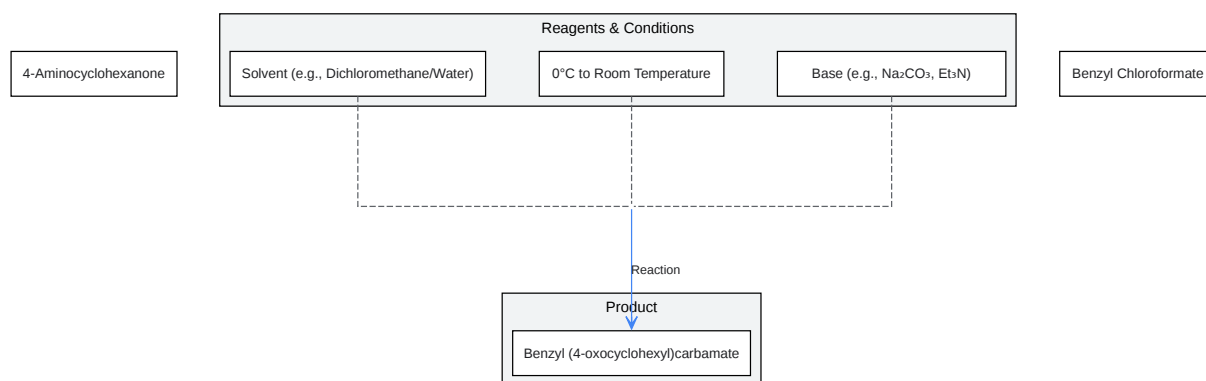 Reagents & Conditions
4-Aminocyclohexanone
Solvent (e.g., Dichloromethane/Water)
0°C to Room Temperature
Base (e.g., Na₂CO₃, Et₃N)
Benzyl Chloroformate
Reaction
Product
Benzyl (4-oxocyclohexyl)carbamate